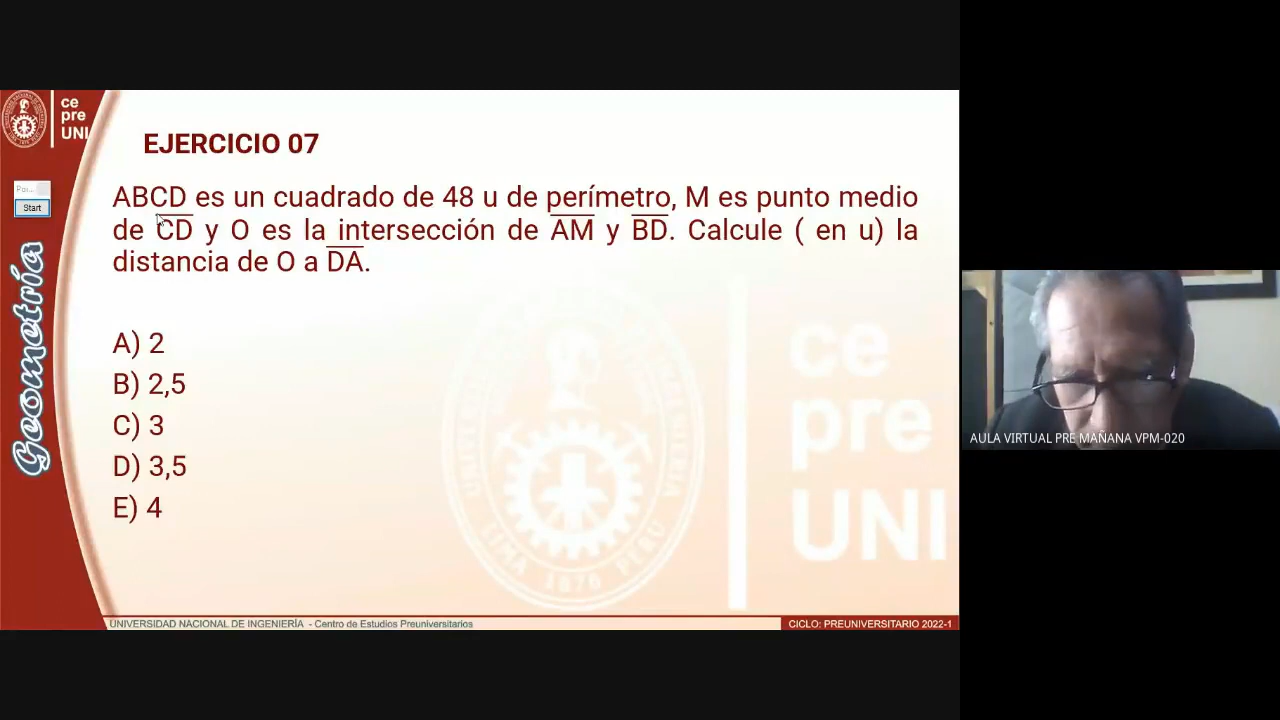 ce
pre
UNI
EJERCICIO 07
Start
ABCD es un cuadrado de 48 u de perímetro, M es punto medio
de CD y O es la intersección de AM y BD. Calcule ( en u) la
distancia de O a DA.
A) 2
B) 2,5
C) 3
D) 3,5
E) 4
Geometría
ce
pre
UNI
LIMA 1876 PERU
UNIVERSIDAD NACIONAL DE INGENIERÍA - Centro de Estudios Preuniversitarios
CICLO: PREUNIVERSITARIO 2022-1
AULA VIRTUAL PRE MAÑANA VPM-020